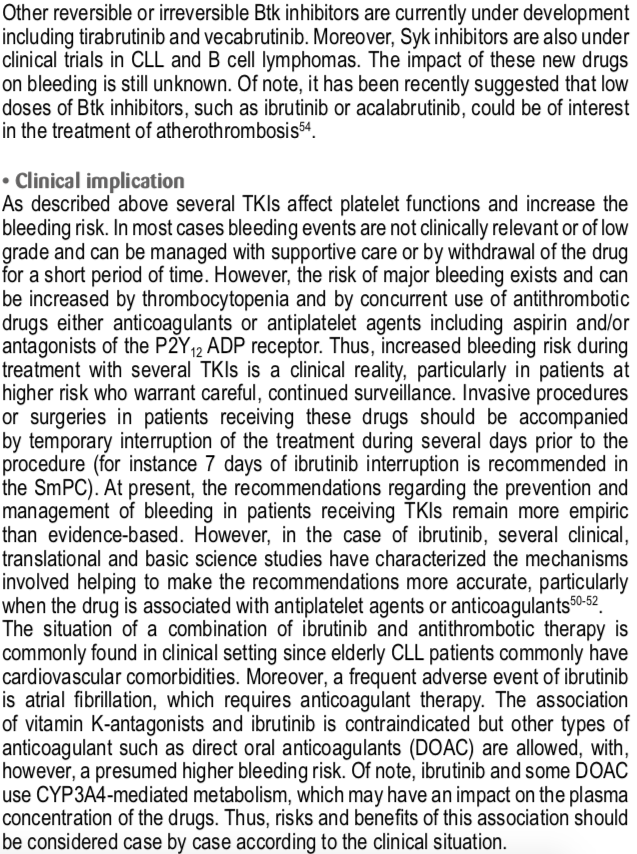 Other reversible or irreversible Btk inhibitors are currently under development
including tirabrutinib and vecabrutinib. Moreover, Syk inhibitors are also under
clinical trials in CLL and B cell lymphomas. The impact of these new drugs
on bleeding is still unknown. Of note, it has been recently suggested that low
doses of Btk inhibitors, such as ibrutinib or acalabrutinib, could be of interest
in the treatment of atherothrombosis⁵⁴.
• Clinical implication
As described above several TKIs affect platelet functions and increase the
bleeding risk. In most cases bleeding events are not clinically relevant or of low
grade and can be managed with supportive care or by withdrawal of the drug
for a short period of time. However, the risk of major bleeding exists and can
be increased by thrombocytopenia and by concurrent use of antithrombotic
drugs either anticoagulants or antiplatelet agents including aspirin and/or
antagonists of the P2Y₁₂ ADP receptor. Thus, increased bleeding risk during
treatment with several TKIs is a clinical reality, particularly in patients at
higher risk who warrant careful, continued surveillance. Invasive procedures
or surgeries in patients receiving these drugs should be accompanied
by temporary interruption of the treatment during several days prior to the
procedure (for instance 7 days of ibrutinib interruption is recommended in
the SmPC). At present, the recommendations regarding the prevention and
management of bleeding in patients receiving TKIs remain more empiric
than evidence-based. However, in the case of ibrutinib, several clinical,
translational and basic science studies have characterized the mechanisms
involved helping to make the recommendations more accurate, particularly
when the drug is associated with antiplatelet agents or anticoagulants⁵⁰⁻⁵².
The situation of a combination of ibrutinib and antithrombotic therapy is
commonly found in clinical setting since elderly CLL patients commonly have
cardiovascular comorbidities. Moreover, a frequent adverse event of ibrutinib
is atrial fibrillation, which requires anticoagulant therapy. The association
of vitamin K-antagonists and ibrutinib is contraindicated but other types of
anticoagulant such as direct oral anticoagulants (DOAC) are allowed, with,
however, a presumed higher bleeding risk. Of note, ibrutinib and some DOAC
use CYP3A4-mediated metabolism, which may have an impact on the plasma
concentration of the drugs. Thus, risks and benefits of this association should
be considered case by case according to the clinical situation.